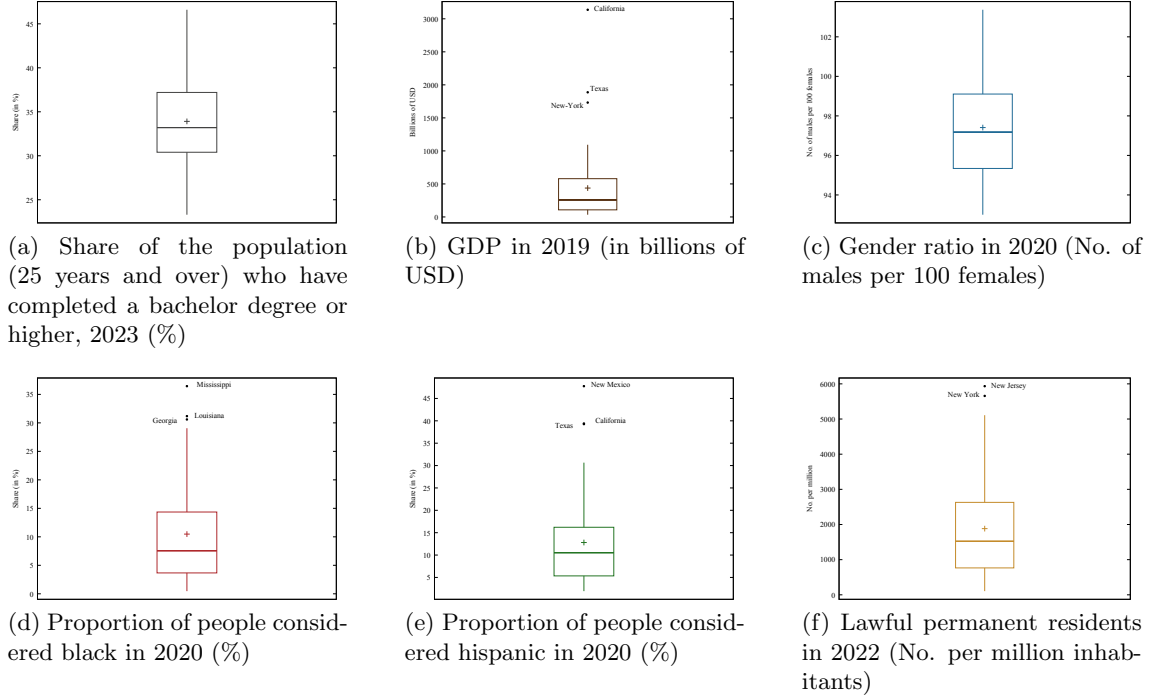 45
40
35
30
25
Share (in %)
(a) Share of the population
(25 years and over) who have
completed a bachelor degree or
higher, 2023 (%)
3000
2500
2000
1500
1000
500
0
Billions of USD
California
Texas
New-York
(b) GDP in 2019 (in billions of
USD)
102
100
98
96
94
No. of males per 100 females
(c) Gender ratio in 2020 (No. of
males per 100 females)
35
30
25
20
15
10
5
0
Share (in %)
Mississippi
Louisiana
Georgia
(d) Proportion of people consid-
ered black in 2020 (%)
45
40
35
30
25
20
15
10
5
Share (in %)
New Mexico
California
Texas
(e) Proportion of people consid-
ered hispanic in 2020 (%)
6000
5000
4000
3000
2000
1000
0
No. per million
New Jersey
New York
(f) Lawful permanent residents
in 2022 (No. per million inhab-
itants)